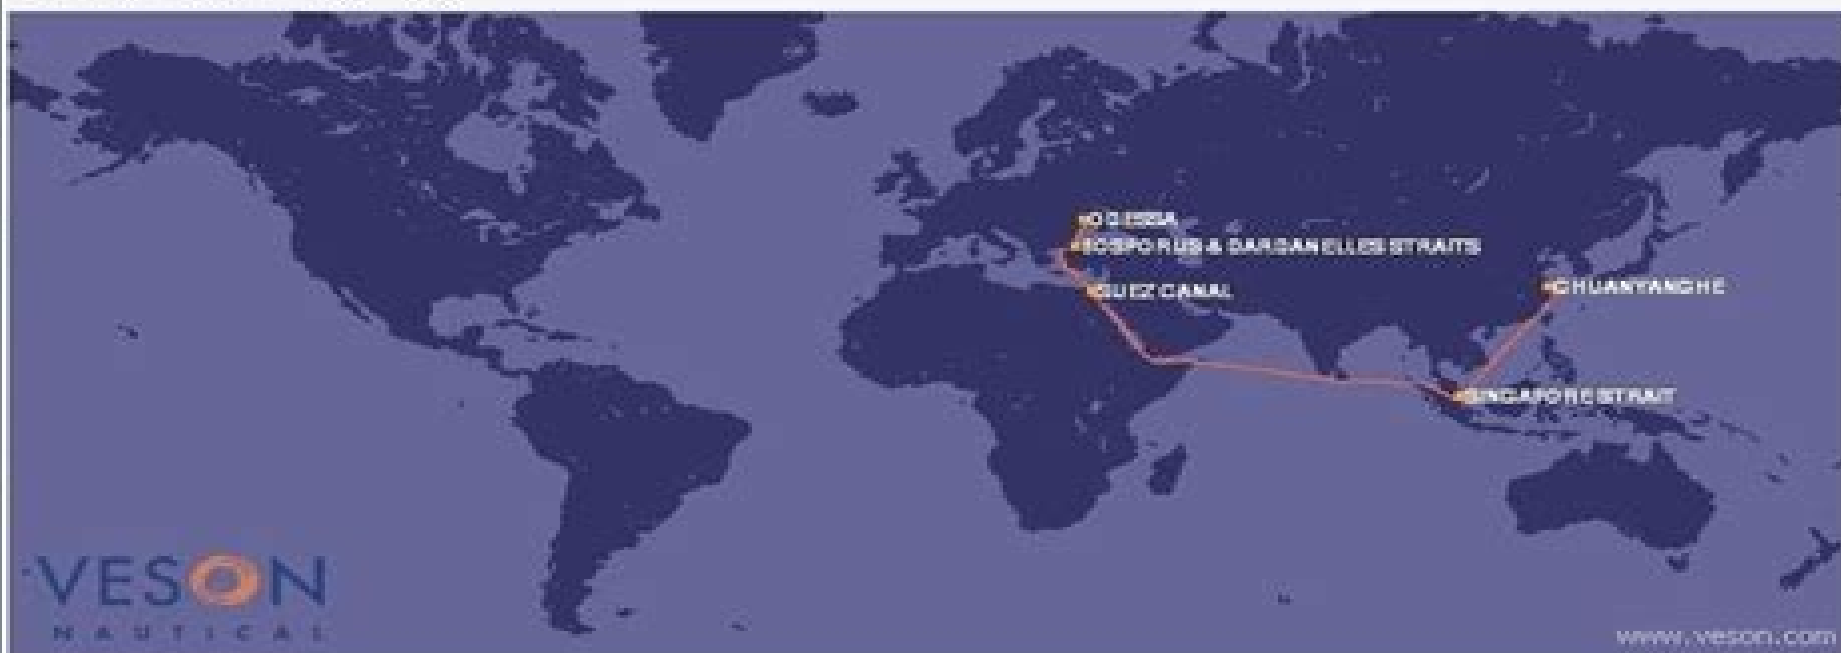 ODESSA
BOSPORUS & DARDANELLES STRAITS
SUEZ CANAL
CHUANYANGHE
SINGAPORE STRAIT
VESON
NAUTICAL
www.veson.com